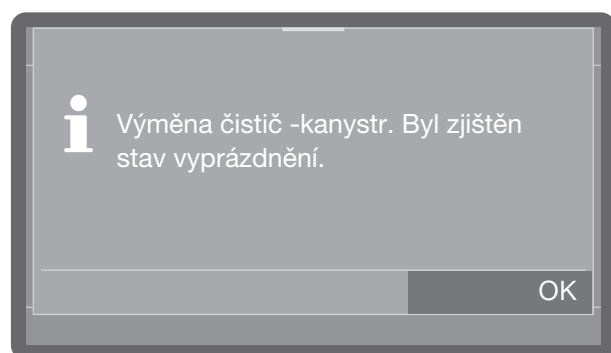 Výměna čistič -kanystr. Byl zjištěn
stav vyprázdnění.
OK